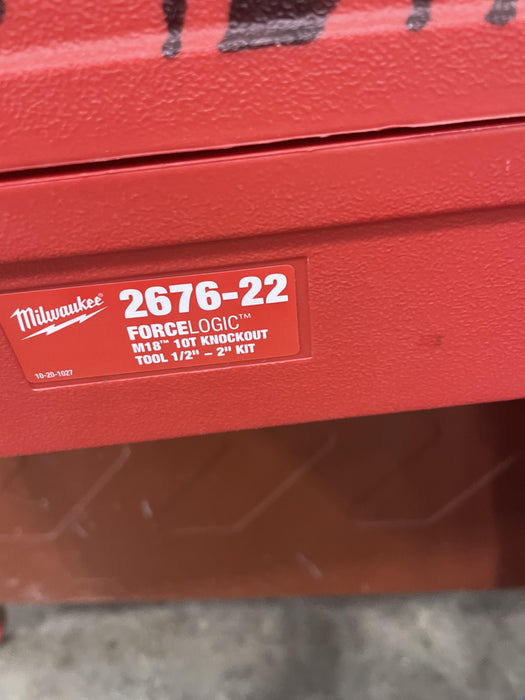 Milwaukee
2676-22
FORCELOGIC™
M18™ 10T KNOCKOUT
TOOL 1/2" – 2" KIT
10-20-1027